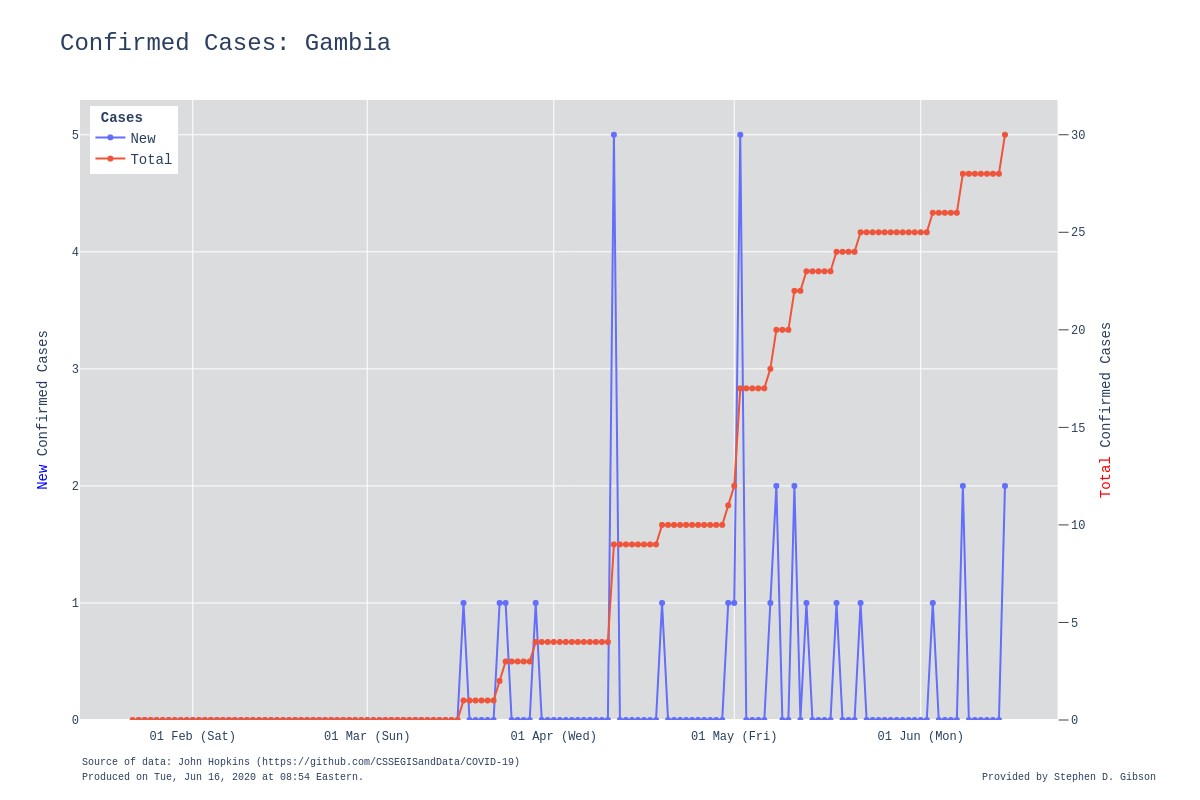 Confirmed Cases: Gambia
Cases
New
Total
5
4
3
2
1
0
30
25
20
15
10
5
0
New Confirmed Cases
Total Confirmed Cases
01 Feb (Sat)
01 Mar (Sun)
01 Apr (Wed)
01 May (Fri)
01 Jun (Mon)
Source of data: John Hopkins (https://github.com/CSSEGISandData/COVID-19)
Produced on Tue, Jun 16, 2020 at 08:54 Eastern.
Provided by Stephen D. Gibson